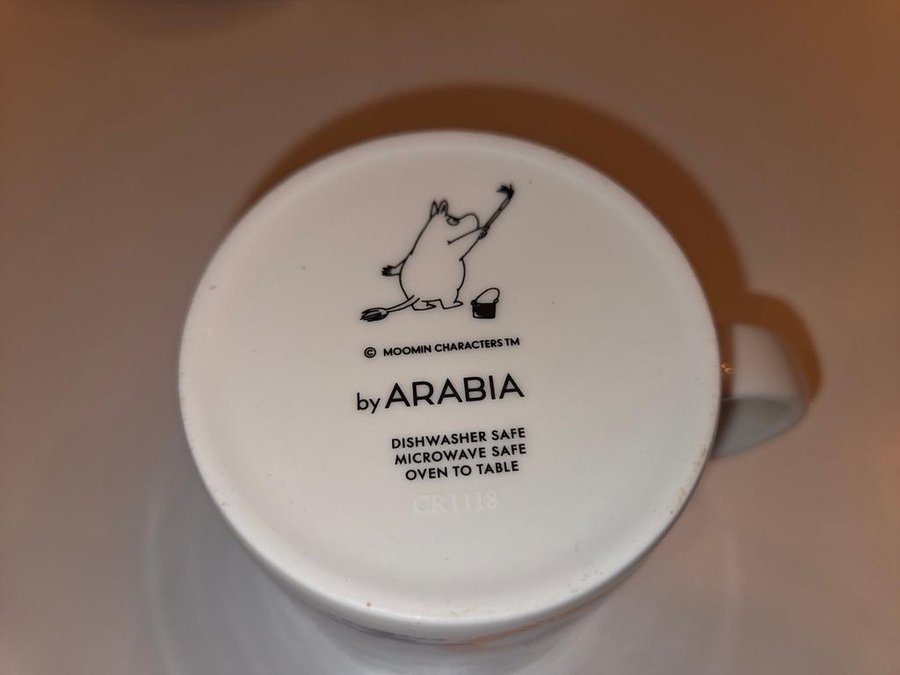 © MOOMIN CHARACTERS TM
by ARABIA
DISHWASHER SAFE
MICROWAVE SAFE
OVEN TO TABLE
CR1118